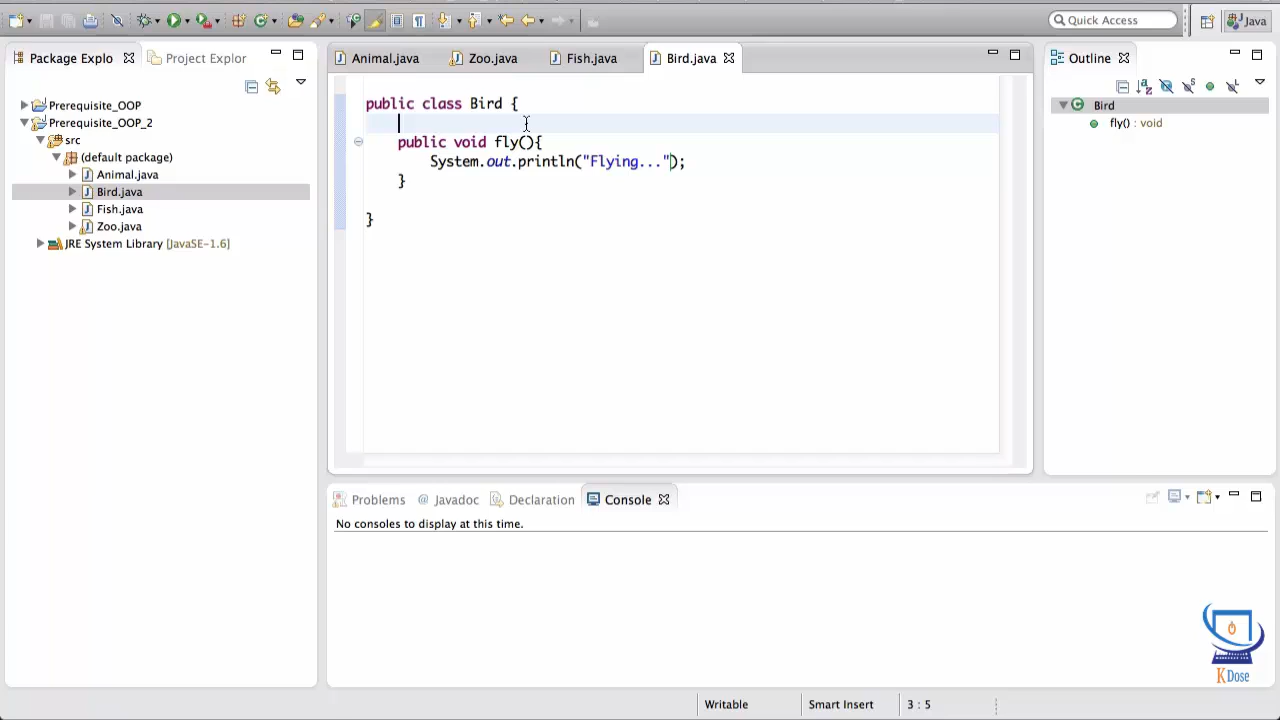 Quick Access
Java
Package Explo
Project Explor
Prerequisite_OOP
Prerequisite_OOP_2
src
(default package)
Animal.java
Bird.java
Fish.java
Zoo.java
JRE System Library [JavaSE-1.6]
Animal.java Zoo.java Fish.java Bird.java
public class Bird {
public void fly(){
System.out.println("Flying...");
}
}
Outline
Bird
fly() : void
Problems @ Javadoc Declaration Console
No consoles to display at this time.
K Dose
Writable Smart Insert 3 : 5